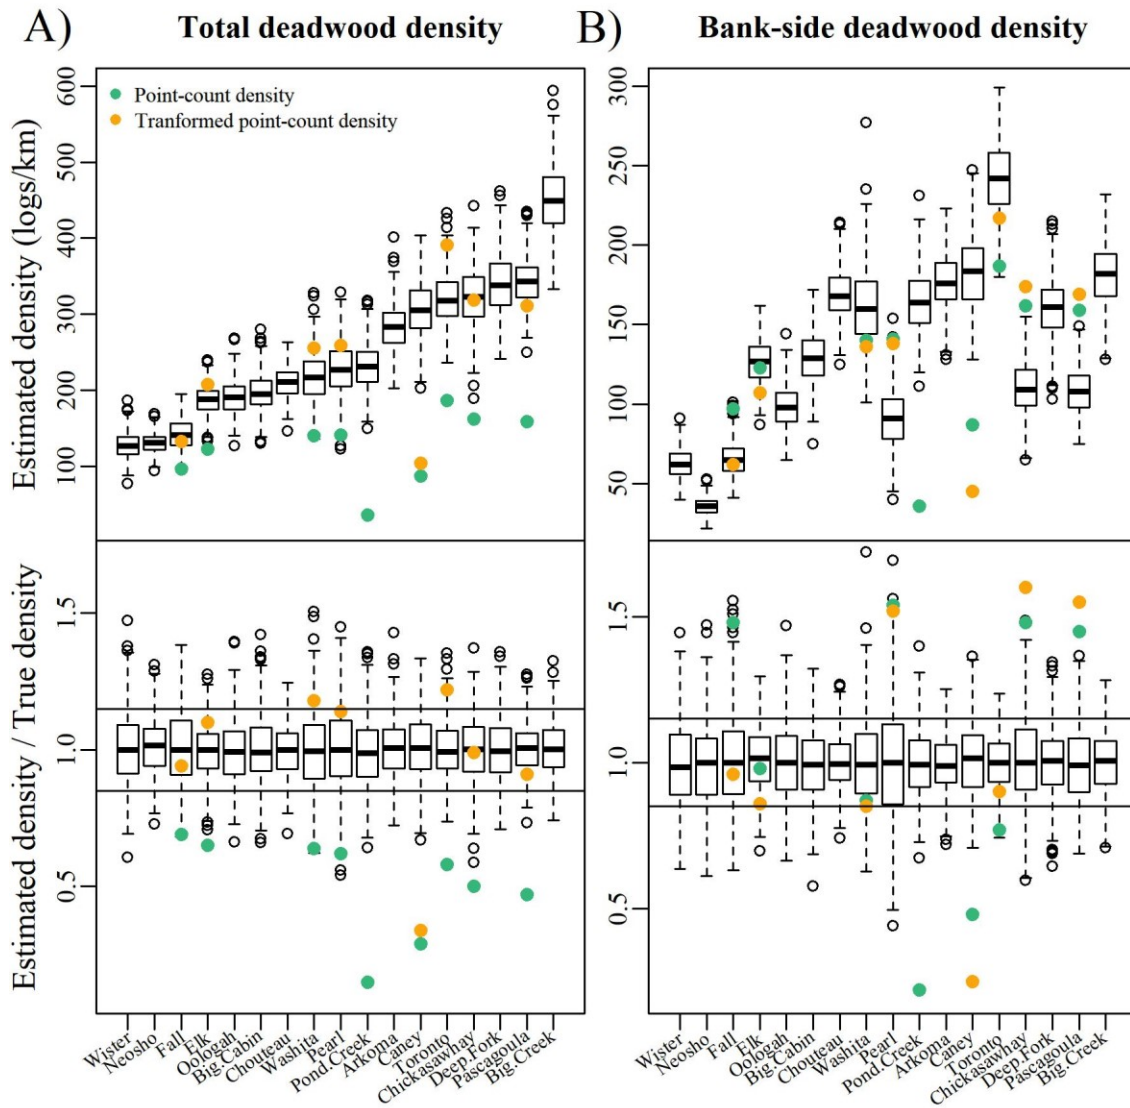 A) Total deadwood density
B) Bank-side deadwood density
Estimated density (logs/km)
600
500
400
300
200
100
Point-count density
Tranformed point-count density
300
250
200
150
100
50
Estimated density / True density
1.5
1.0
0.5
1.5
1.0
0.5
Wister
Neosho
Fall
Elk
Oologah
Big.Cabin
Chouteau
Washita
Pearl
Pond.Creek
Arkoma
Caney
Toronto
Chickasawhay
Deep.Fork
Pascagoula
Big.Creek
Wister
Neosho
Fall
Elk
Oologah
Big.Cabin
Chouteau
Washita
Pearl
Pond.Creek
Arkoma
Caney
Toronto
Chickasawhay
Deep.Fork
Pascagoula
Big.Creek